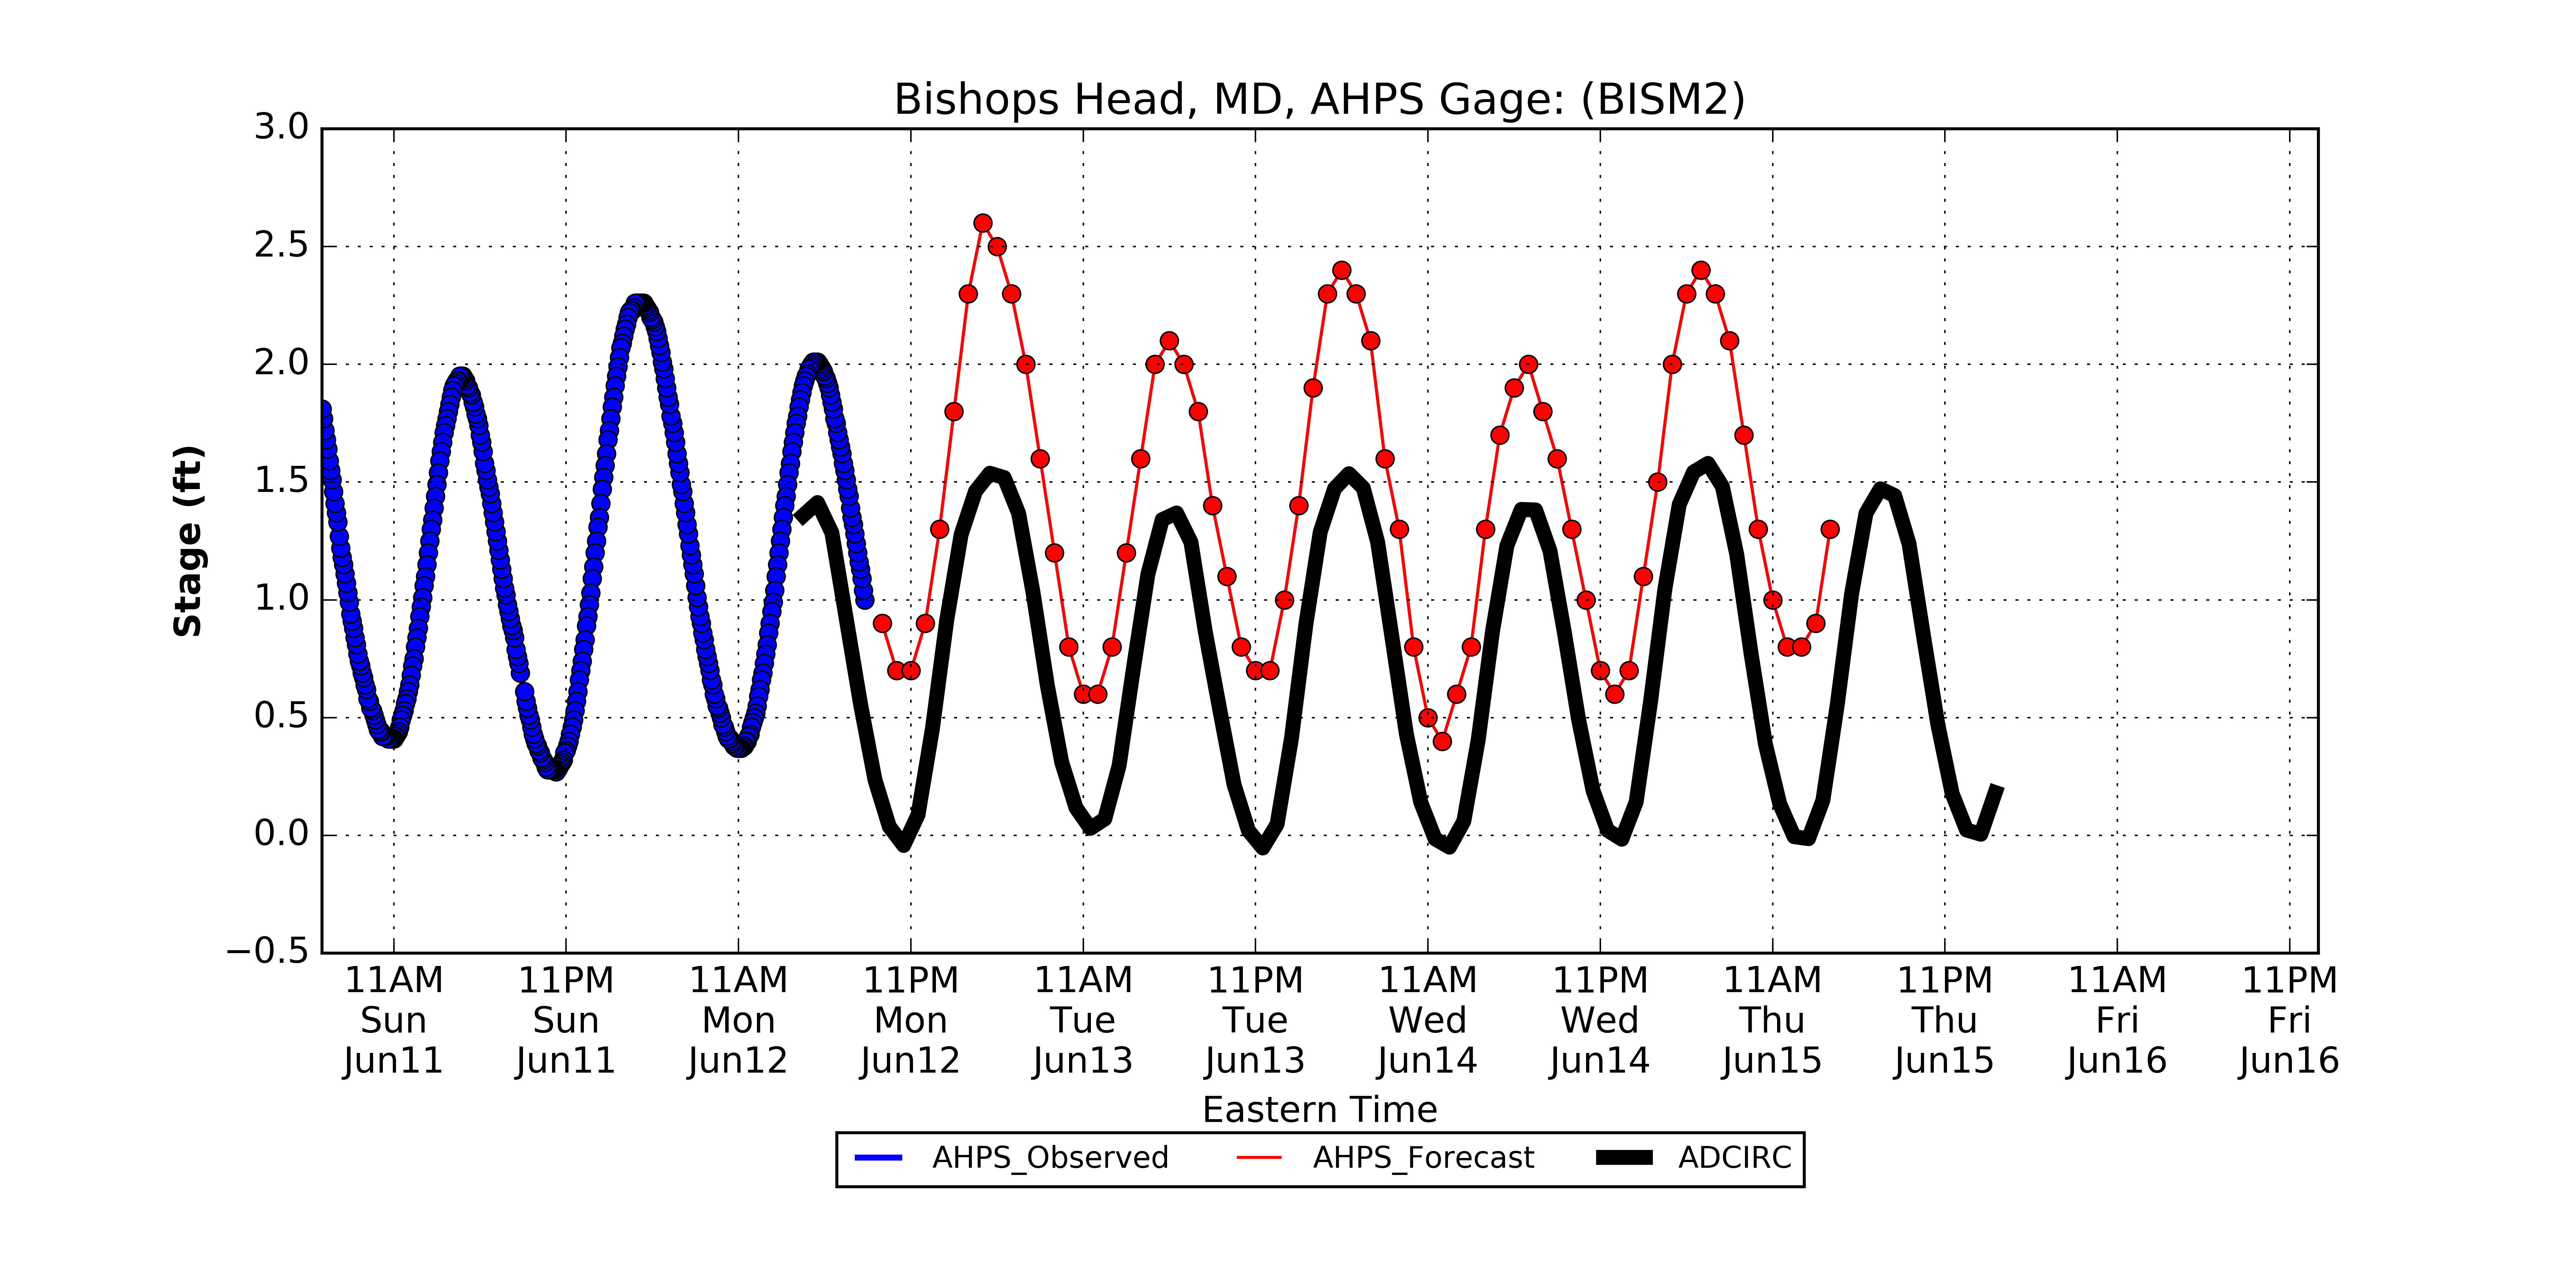 Bishops Head, MD, AHPS Gage: (BISM2)
3.0
2.5
2.0
1.5
1.0
0.5
0.0
−0.5
Stage (ft)
11AM 11PM 11AM 11PM 11AM 11PM 11AM 11PM 11AM 11PM 11AM 11PM
Sun Sun Mon Mon Tue Tue Wed Wed Thu Thu Fri Fri
Jun11 Jun11 Jun12 Jun12 Jun13 Jun13 Jun14 Jun14 Jun15 Jun15 Jun16 Jun16
Eastern Time
AHPS_Observed AHPS_Forecast ADCIRC